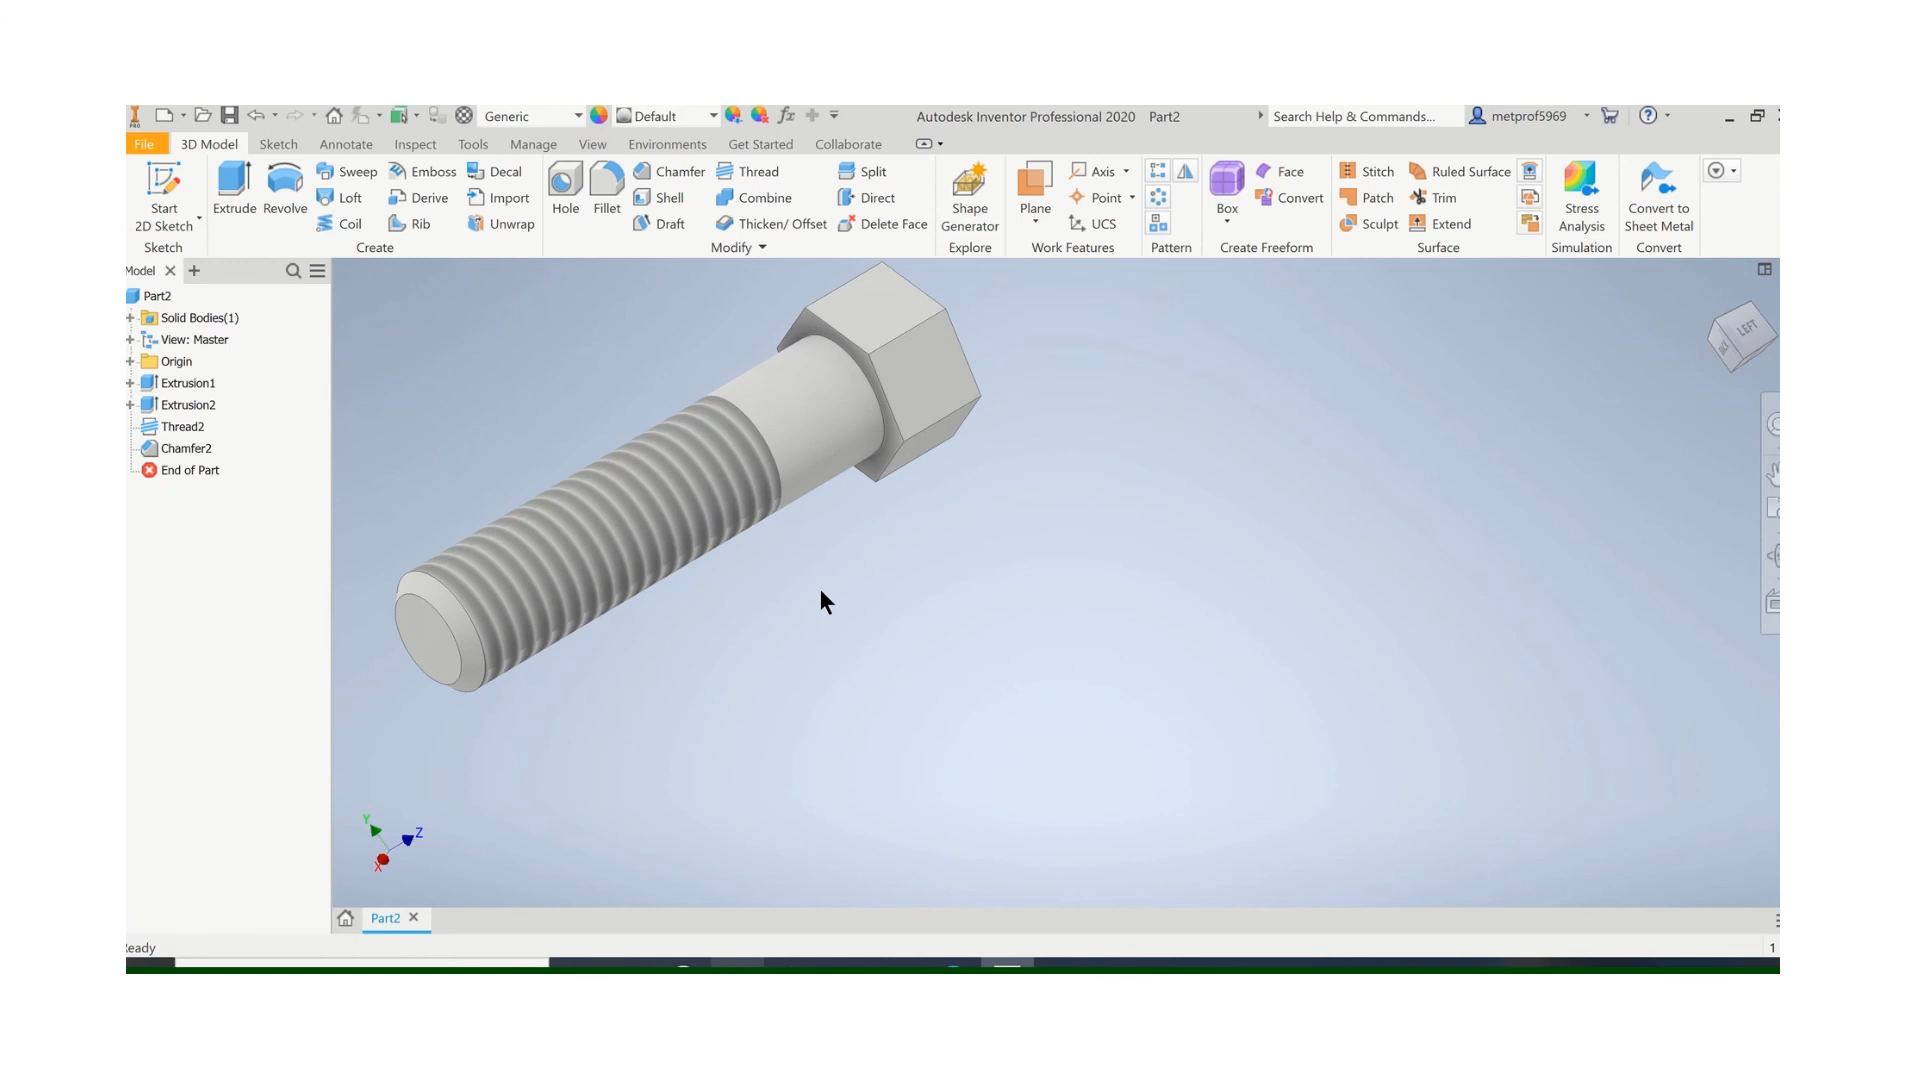 PRO
Generic
Default
fx
Autodesk Inventor Professional 2020 Part2
Search Help & Commands...
metprof5969
File 3D Model Sketch Annotate Inspect Tools Manage View Environments Get Started Collaborate
Start
2D Sketch
Sketch
Extrude
Revolve
Sweep
Loft
Coil
Emboss
Derive
Rib
Decal
Import
Unwrap
Create
Hole
Fillet
Chamfer
Shell
Draft
Thread
Combine
Thicken/ Offset
Split
Direct
Delete Face
Modify
Shape
Generator
Explore
Plane
Axis
Point
UCS
Work Features
Pattern
Box
Face
Convert
Create Freeform
Stitch
Patch
Sculpt
Ruled Surface
Trim
Extend
Surface
Stress
Analysis
Simulation
Convert to
Sheet Metal
Convert
Model
Part2
Solid Bodies(1)
View: Master
Origin
Extrusion1
Extrusion2
Thread2
Chamfer2
End of Part
LEFT
Y
Z
X
Part2
eady
1